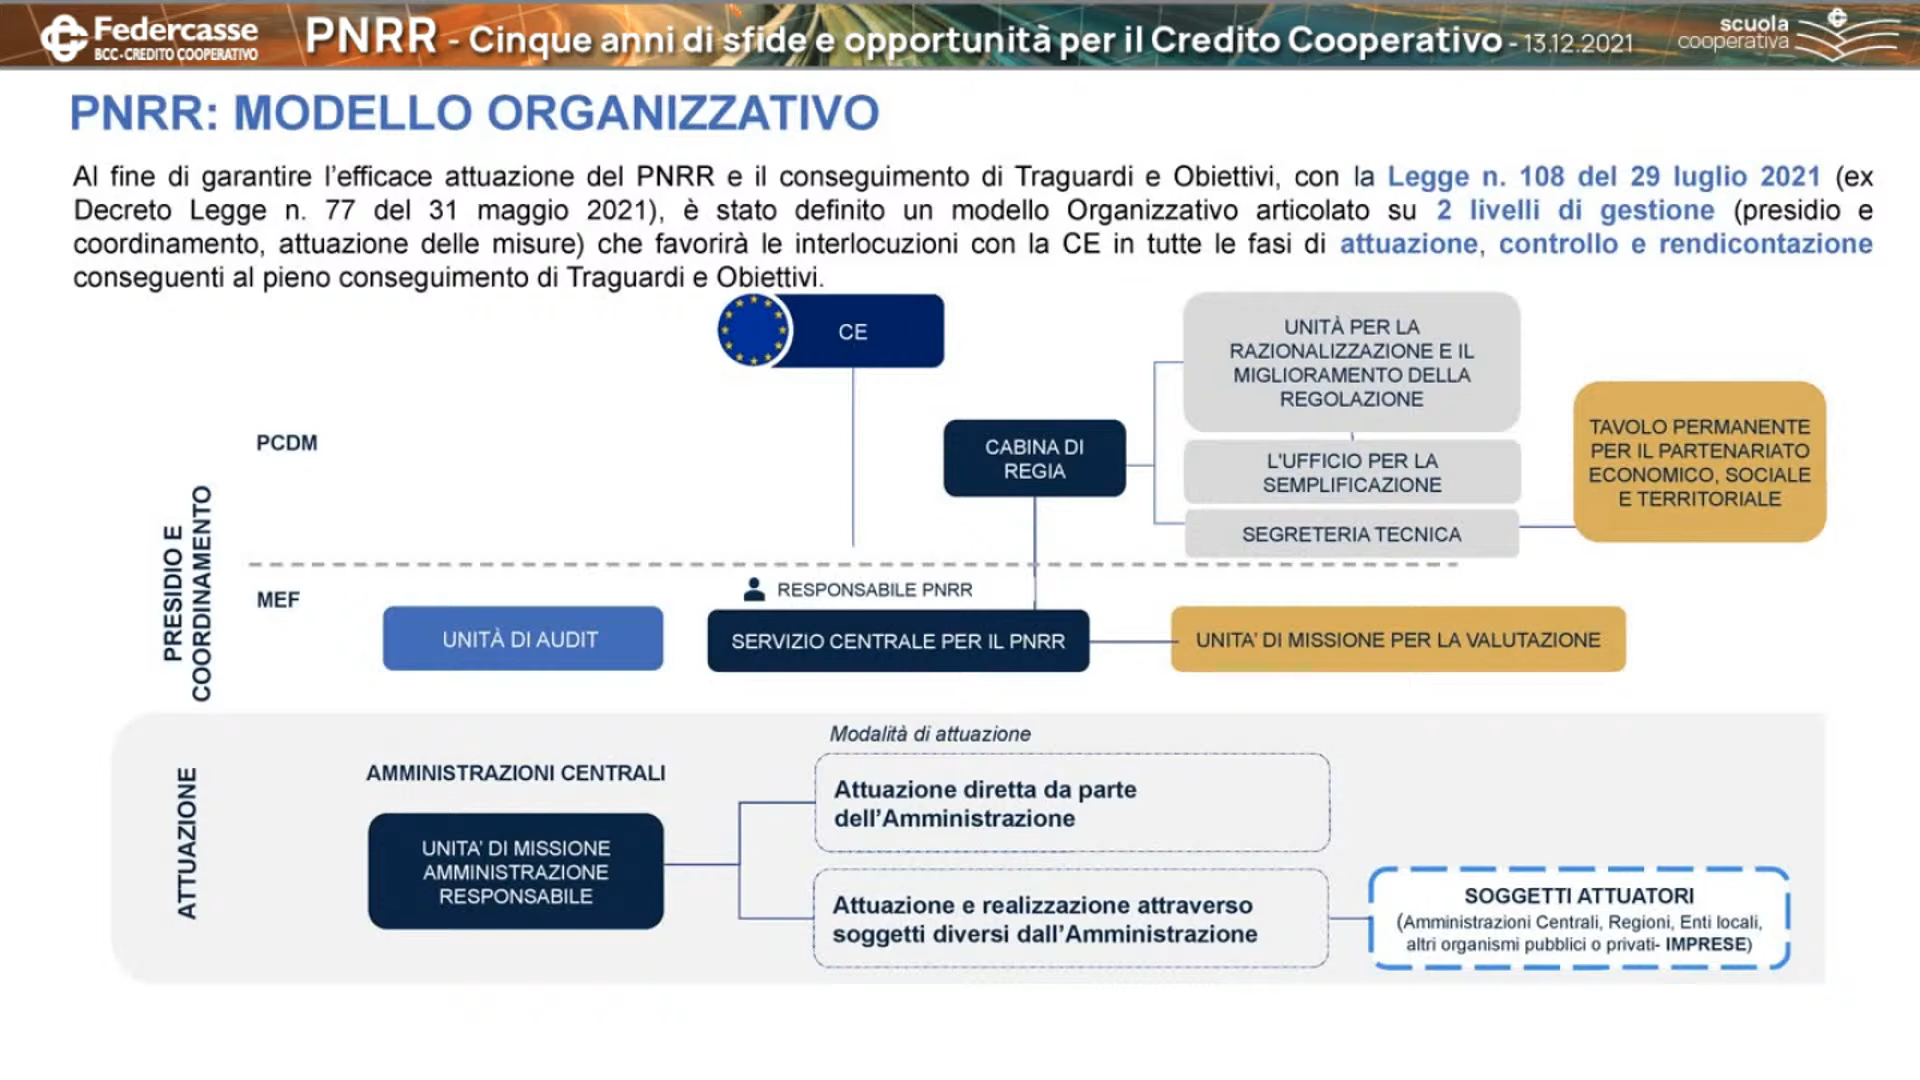 Federcasse
BCC-CREDITO COOPERATIVO
PNRR - Cinque anni di sfide e opportunità per il Credito Cooperativo - 13.12.2021
scuola
cooperativa
PNRR: MODELLO ORGANIZZATIVO
Al fine di garantire l'efficace attuazione del PNRR e il conseguimento di Traguardi e Obiettivi, con la Legge n. 108 del 29 luglio 2021 (ex
Decreto Legge n. 77 del 31 maggio 2021), è stato definito un modello Organizzativo articolato su 2 livelli di gestione (presidio e
coordinamento, attuazione delle misure) che favorirà le interlocuzioni con la CE in tutte le fasi di attuazione, controllo e rendicontazione
conseguenti al pieno conseguimento di Traguardi e Obiettivi.
CE
UNITÀ PER LA
RAZIONALIZZAZIONE E IL
MIGLIORAMENTO DELLA
REGOLAZIONE
PCDM
CABINA DI
REGIA
L'UFFICIO PER LA
SEMPLIFICAZIONE
SEGRETERIA TECNICA
TAVOLO PERMANENTE
PER IL PARTENARIATO
ECONOMICO, SOCIALE
E TERRITORIALE
PRESIDIO E
COORDINAMENTO
MEF
RESPONSABILE PNRR
UNITÀ DI AUDIT
SERVIZIO CENTRALE PER IL PNRR
UNITA' DI MISSIONE PER LA VALUTAZIONE
ATTUAZIONE
AMMINISTRAZIONI CENTRALI
UNITA' DI MISSIONE
AMMINISTRAZIONE
RESPONSABILE
Modalità di attuazione
Attuazione diretta da parte
dell'Amministrazione
Attuazione e realizzazione attraverso
soggetti diversi dall'Amministrazione
SOGGETTI ATTUATORI
(Amministrazioni Centrali, Regioni, Enti locali,
altri organismi pubblici o privati- IMPRESE)